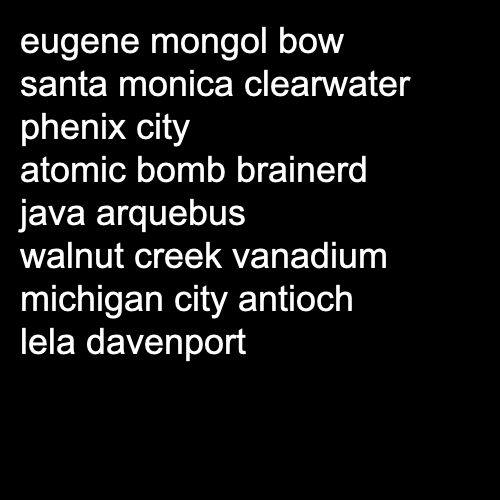 eugene mongol bow
santa monica clearwater
phenix city
atomic bomb brainerd
java arquebus
walnut creek vanadium
michigan city antioch
lela davenport